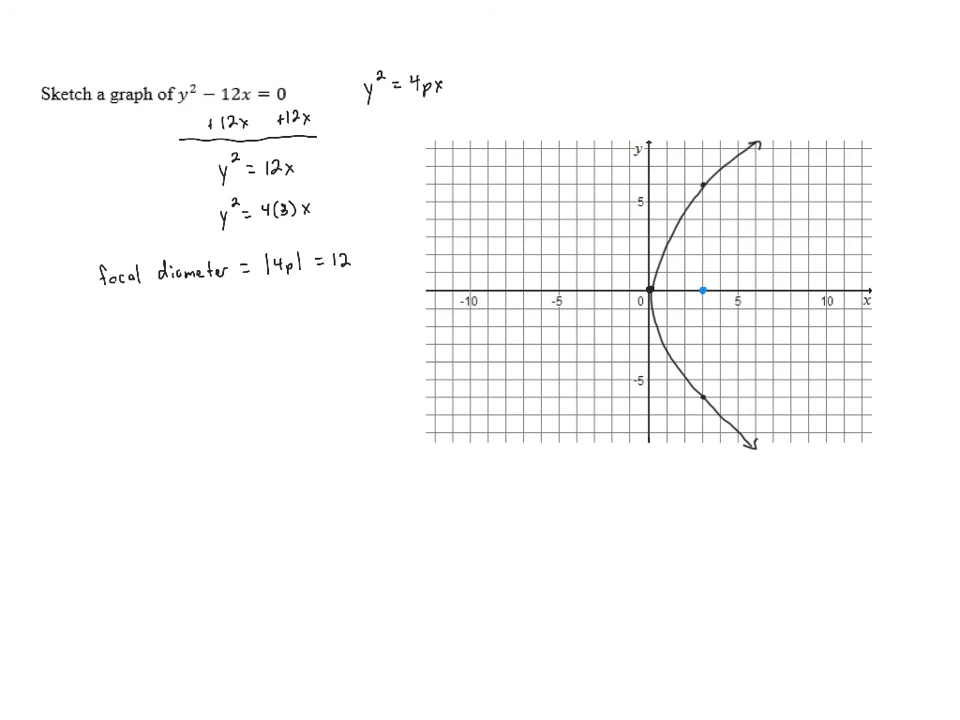 Sketch a graph of y² − 12x = 0
y² = 4px
+12x +12x
y² = 12x
y² = 4(3)x
focal diameter = |4p| = 12
y
5
-10 -5 0 5 10 x
-5